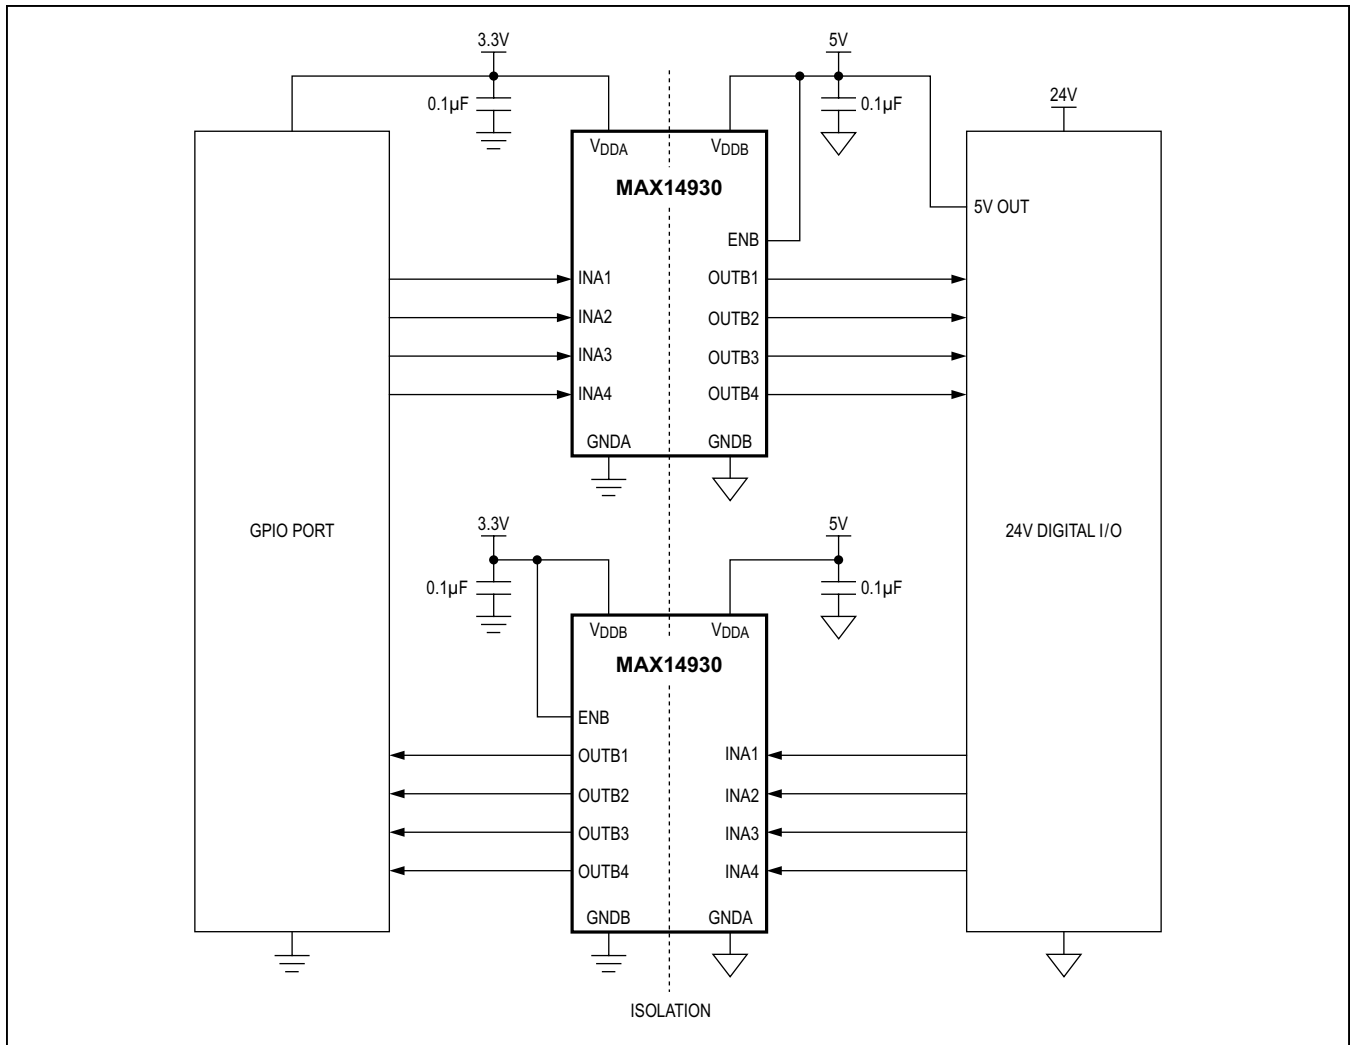 3.3V
5V
0.1µF
0.1µF
24V
VDDA
VDDB
MAX14930
5V OUT
ENB
INA1
OUTB1
INA2
OUTB2
INA3
OUTB3
INA4
OUTB4
GNDA
GNDB
GPIO PORT
3.3V
5V
24V DIGITAL I/O
0.1µF
0.1µF
VDDB
VDDA
MAX14930
ENB
OUTB1
INA1
OUTB2
INA2
OUTB3
INA3
OUTB4
INA4
GNDB
GNDA
ISOLATION